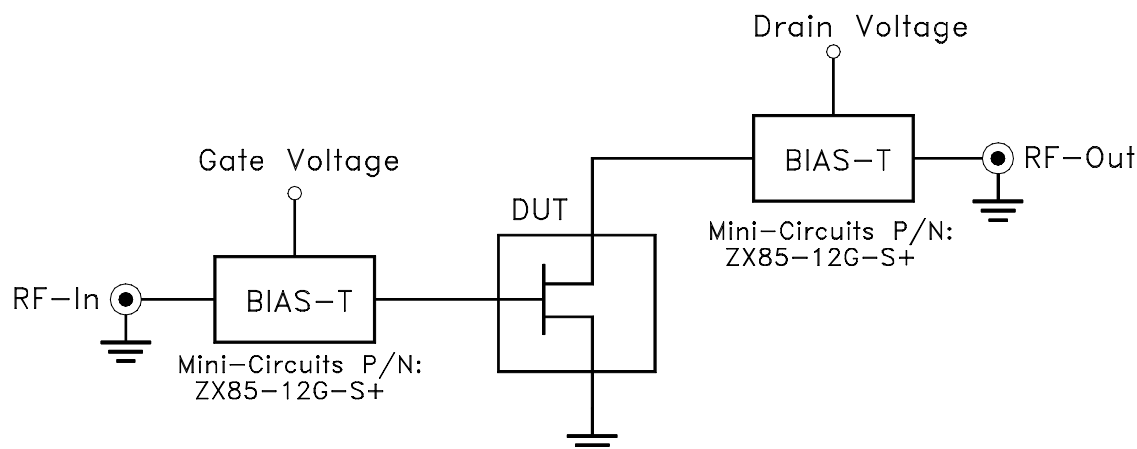 Drain Voltage
BIAS-T
RF-Out
Mini-Circuits P/N:
ZX85-12G-S+
Gate Voltage
DUT
RF-In
BIAS-T
Mini-Circuits P/N:
ZX85-12G-S+